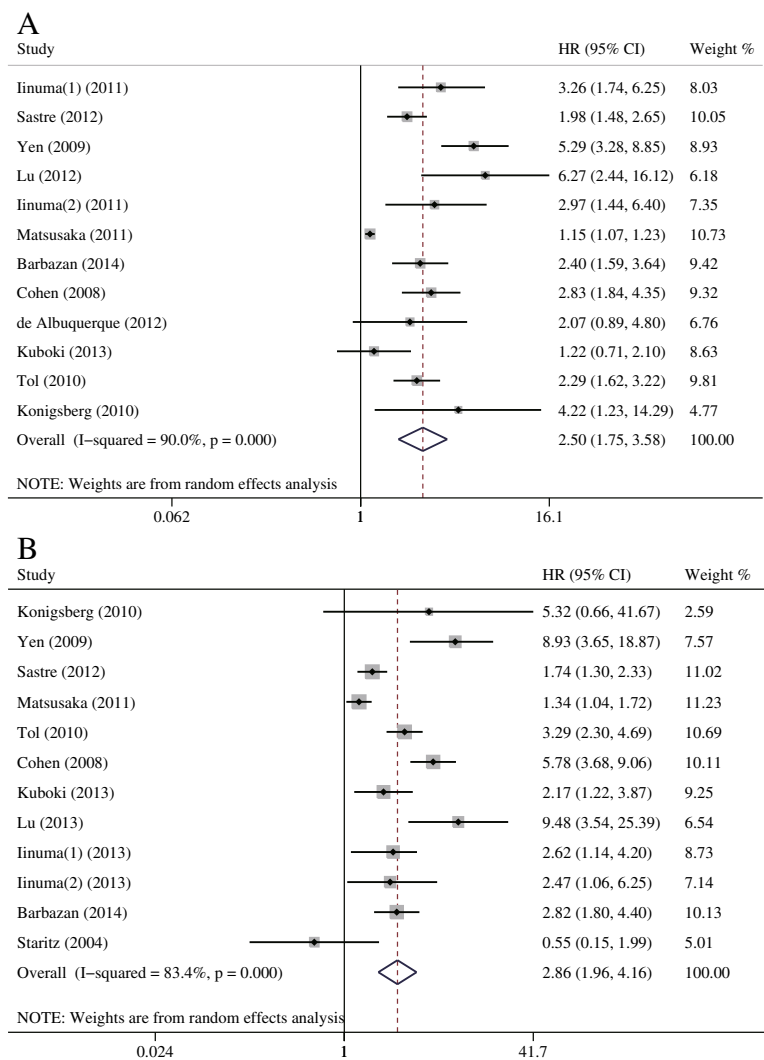 A
Study HR (95% CI) Weight %
Iinuma(1) (2011) 3.26 (1.74, 6.25) 8.03
Sastre (2012) 1.98 (1.48, 2.65) 10.05
Yen (2009) 5.29 (3.28, 8.85) 8.93
Lu (2012) 6.27 (2.44, 16.12) 6.18
Iinuma(2) (2011) 2.97 (1.44, 6.40) 7.35
Matsusaka (2011) 1.15 (1.07, 1.23) 10.73
Barbazan (2014) 2.40 (1.59, 3.64) 9.42
Cohen (2008) 2.83 (1.84, 4.35) 9.32
de Albuquerque (2012) 2.07 (0.89, 4.80) 6.76
Kuboki (2013) 1.22 (0.71, 2.10) 8.63
Tol (2010) 2.29 (1.62, 3.22) 9.81
Konigsberg (2010) 4.22 (1.23, 14.29) 4.77
Overall (I−squared = 90.0%, p = 0.000) 2.50 (1.75, 3.58) 100.00
NOTE: Weights are from random effects analysis
0.062 1 16.1
B
Study HR (95% CI) Weight %
Konigsberg (2010) 5.32 (0.66, 41.67) 2.59
Yen (2009) 8.93 (3.65, 18.87) 7.57
Sastre (2012) 1.74 (1.30, 2.33) 11.02
Matsusaka (2011) 1.34 (1.04, 1.72) 11.23
Tol (2010) 3.29 (2.30, 4.69) 10.69
Cohen (2008) 5.78 (3.68, 9.06) 10.11
Kuboki (2013) 2.17 (1.22, 3.87) 9.25
Lu (2013) 9.48 (3.54, 25.39) 6.54
Iinuma(1) (2013) 2.62 (1.14, 4.20) 8.73
Iinuma(2) (2013) 2.47 (1.06, 6.25) 7.14
Barbazan (2014) 2.82 (1.80, 4.40) 10.13
Staritz (2004) 0.55 (0.15, 1.99) 5.01
Overall (I−squared = 83.4%, p = 0.000) 2.86 (1.96, 4.16) 100.00
NOTE: Weights are from random effects analysis
0.024 1 41.7